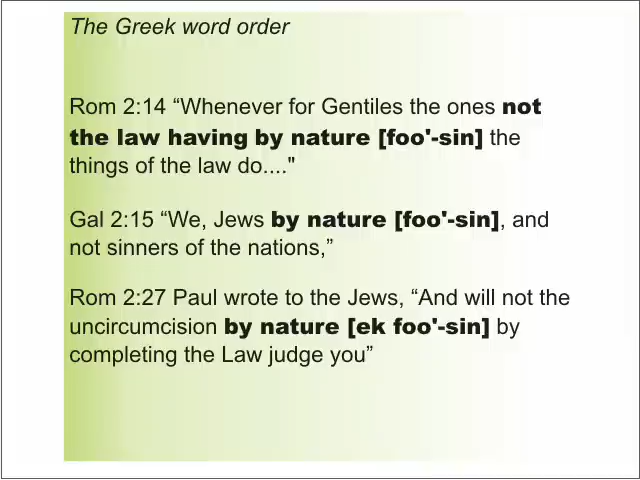 The Greek word order
Rom 2:14 “Whenever for Gentiles the ones not
the law having by nature [foo'-sin] the
things of the law do...."
Gal 2:15 “We, Jews by nature [foo'-sin], and
not sinners of the nations,”
Rom 2:27 Paul wrote to the Jews, “And will not the
uncircumcision by nature [ek foo'-sin] by
completing the Law judge you”